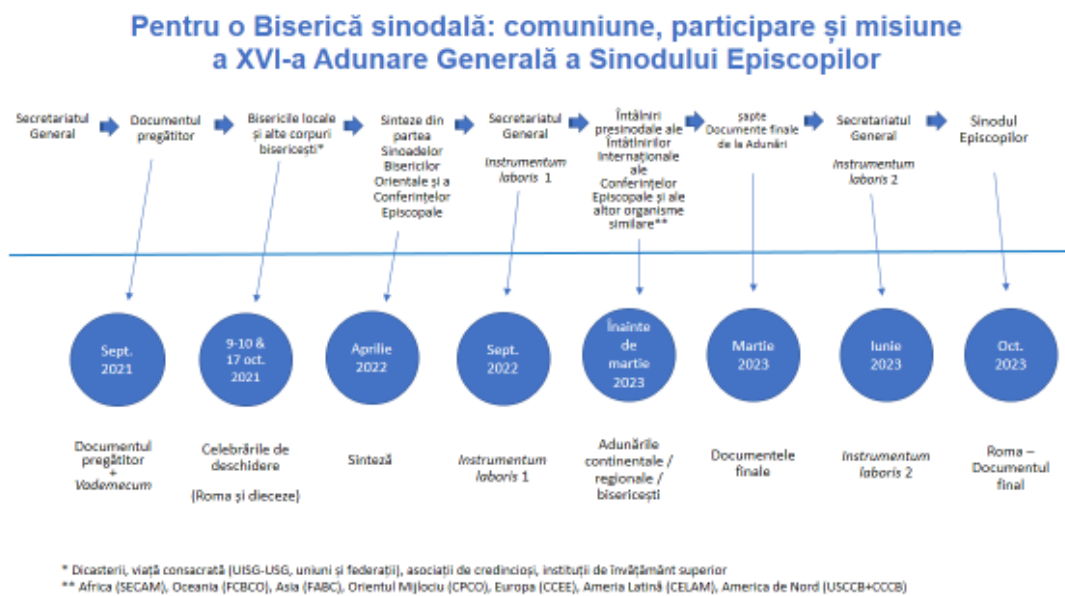 Pentru o Biserică sinodală: comuniune, participare și misiune
a XVI-a Adunare Generală a Sinodului Episcopilor
Secretariatul
General
Documentul
pregătitor
Bisericile locale
și alte corpuri
bisericești*
Sinteze din
partea
Sinoadelor
Bisericilor
Orientale și a
Conferințelor
Episcopale
Secretariatul
General
Instrumentum
laboris 1
Întâlniri
presinodale ale
Întâtlnirilor
Internaționale
ale
Conferințelor
Episcopale și ale
altor organisme
similare**
șapte
Documente finale
de la Adunări
Secretariatul
General
Instrumentum
laboris 2
Sinodul
Episcopilor
Sept.
2021
9-10 &
17 oct.
2021
Aprilie
2022
Sept.
2022
Înainte
de
martie
2023
Martie
2023
Iunie
2023
Oct.
2023
Documentul
pregătitor
+
Vademecum
Celebrările de
deschidere
(Roma și dieceze)
Sinteză
Instrumentum
laboris 1
Adunările
continentale /
regionale /
bisericești
Documentele
finale
Instrumentum
laboris 2
Roma –
Documentul
final
* Dicasterii, viață consacrată (UISG-USG, uniuni și federații), asociații de credincioși, instituții de învățământ superior
** Africa (SECAM), Oceania (FCBCO), Asia (FABC), Orientul Mijlociu (CPCO), Europa (CCEE), Ameria Latină (CELAM), America de Nord (USCCB+CCCB)